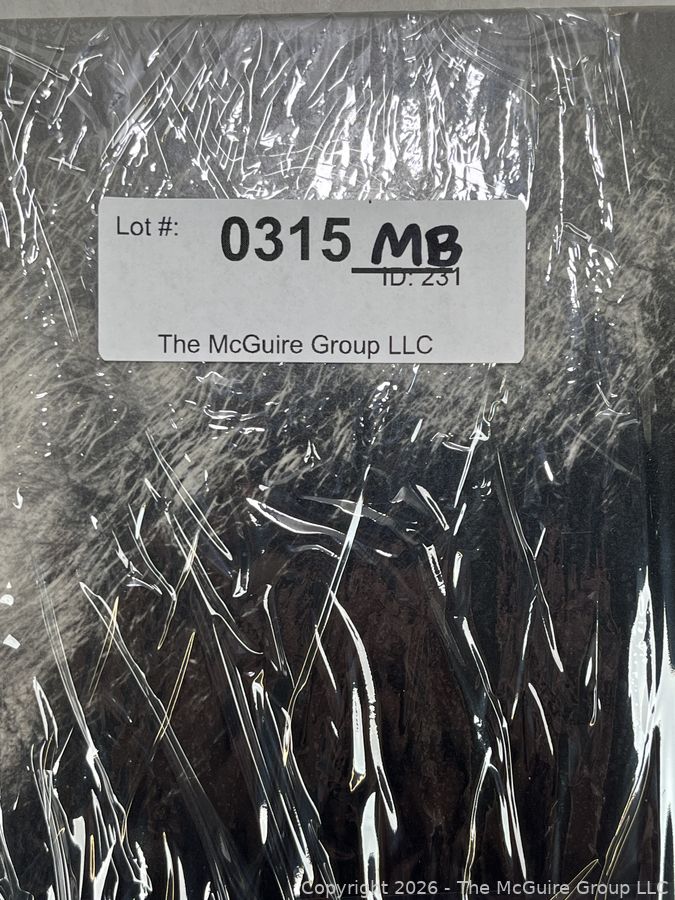 Lot #: 0315 MB
ID: 231
The McGuire Group LLC
Copyright 2026 - The McGuire Group LLC